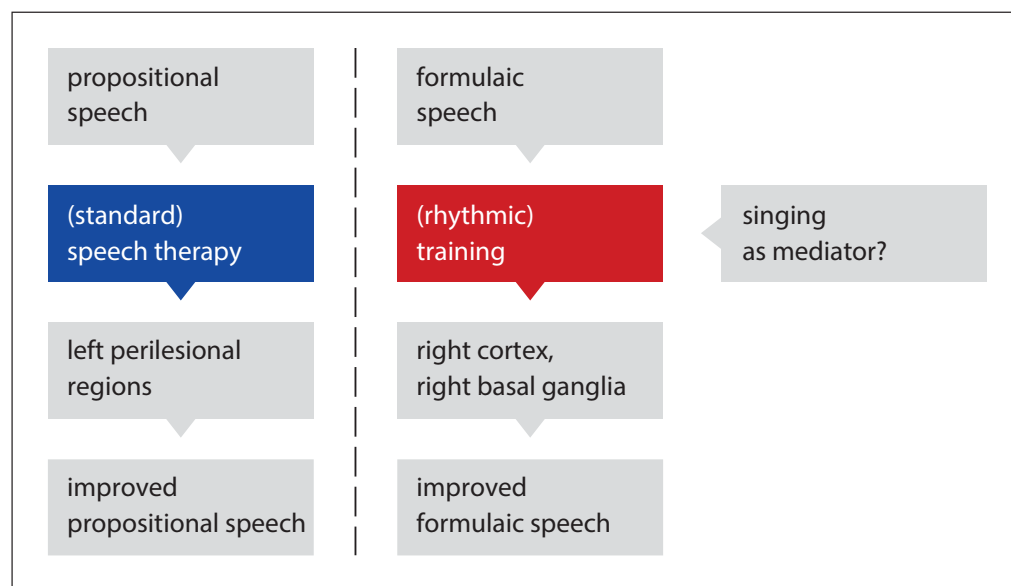 propositional
speech
(standard)
speech therapy
left perilesional
regions
improved
propositional speech
formulaic
speech
(rhythmic)
training
right cortex,
right basal ganglia
improved
formulaic speech
singing
as mediator?